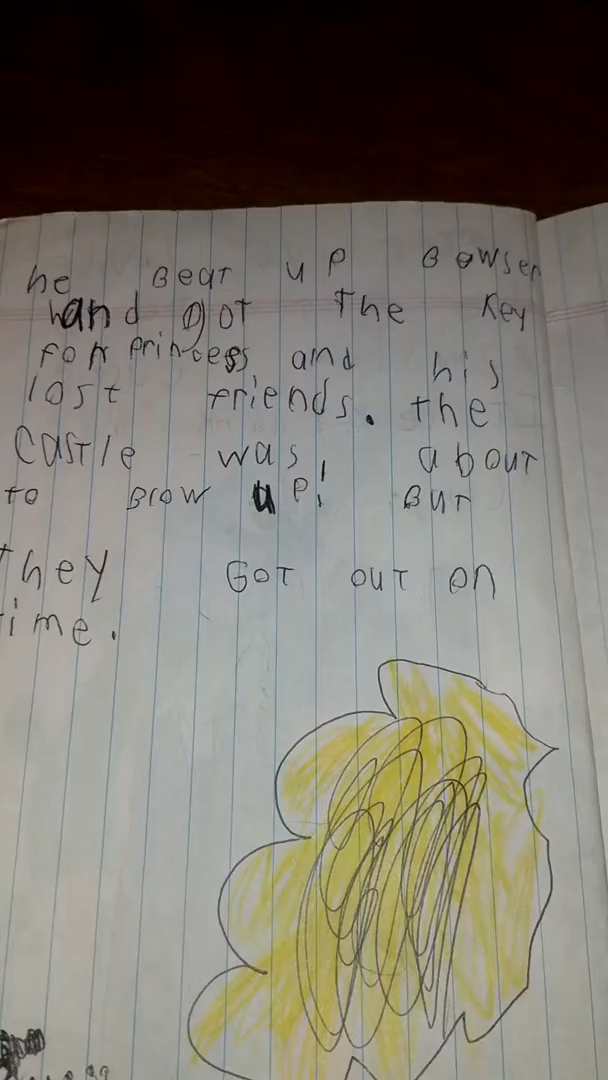 he Beat up Bowser
and got the Key
for princess and his
lost friends. the
Castle was about
to Blow up! But
They Got out on
time.